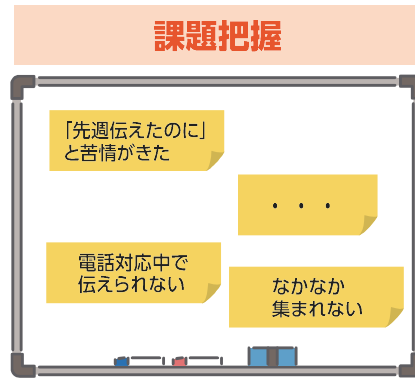 課題把握
「先週伝えたのに」
と苦情がきた
・・・
電話対応中で
伝えられない
なかなか
集まれない